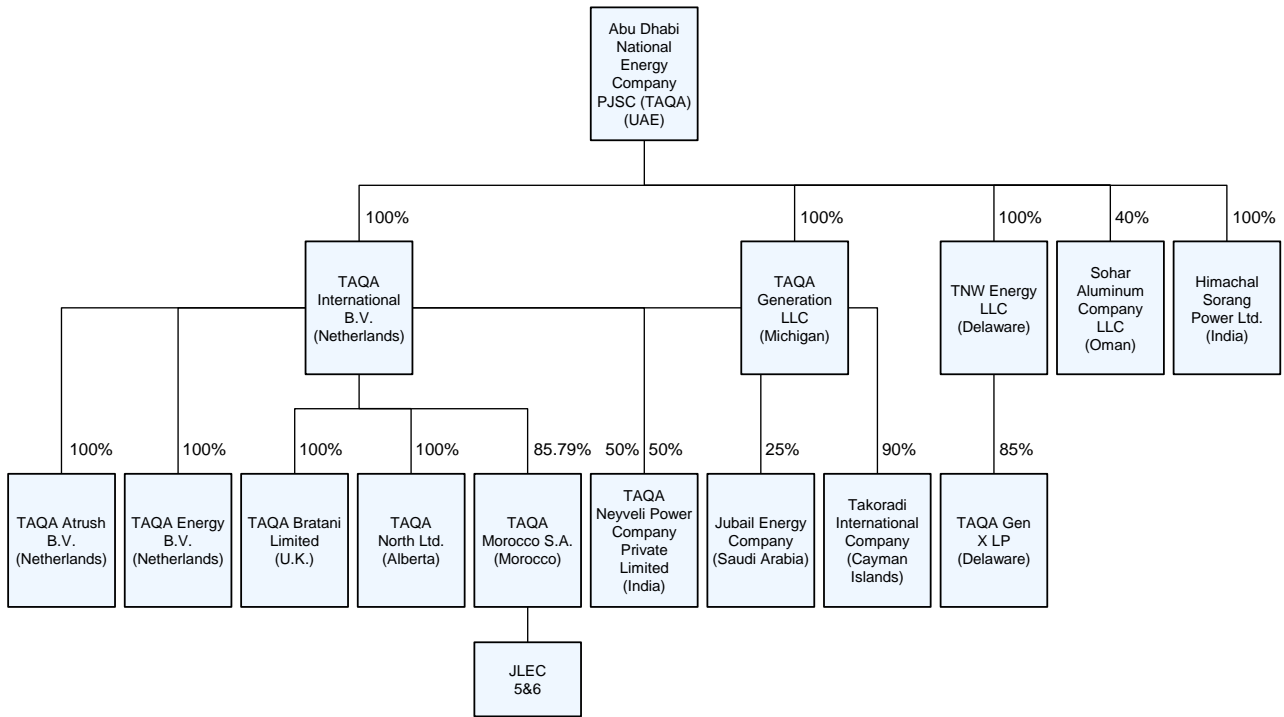 Abu Dhabi
National
Energy
Company
PJSC (TAQA)
(UAE)
100%
100%
100%
40%
100%
TAQA
International
B.V.
(Netherlands)
TAQA
Generation
LLC
(Michigan)
TNW Energy
LLC
(Delaware)
Sohar
Aluminum
Company
LLC
(Oman)
Himachal
Sorang
Power Ltd.
(India)
100%
100%
100%
100%
85.79%
50%
50%
25%
90%
85%
TAQA Atrush
B.V.
(Netherlands)
TAQA Energy
B.V.
(Netherlands)
TAQA Bratani
Limited
(U.K.)
TAQA
North Ltd.
(Alberta)
TAQA
Morocco S.A.
(Morocco)
TAQA
Neyveli Power
Company
Private
Limited
(India)
Jubail Energy
Company
(Saudi Arabia)
Takoradi
International
Company
(Cayman
Islands)
TAQA Gen
X LP
(Delaware)
JLEC
5&6